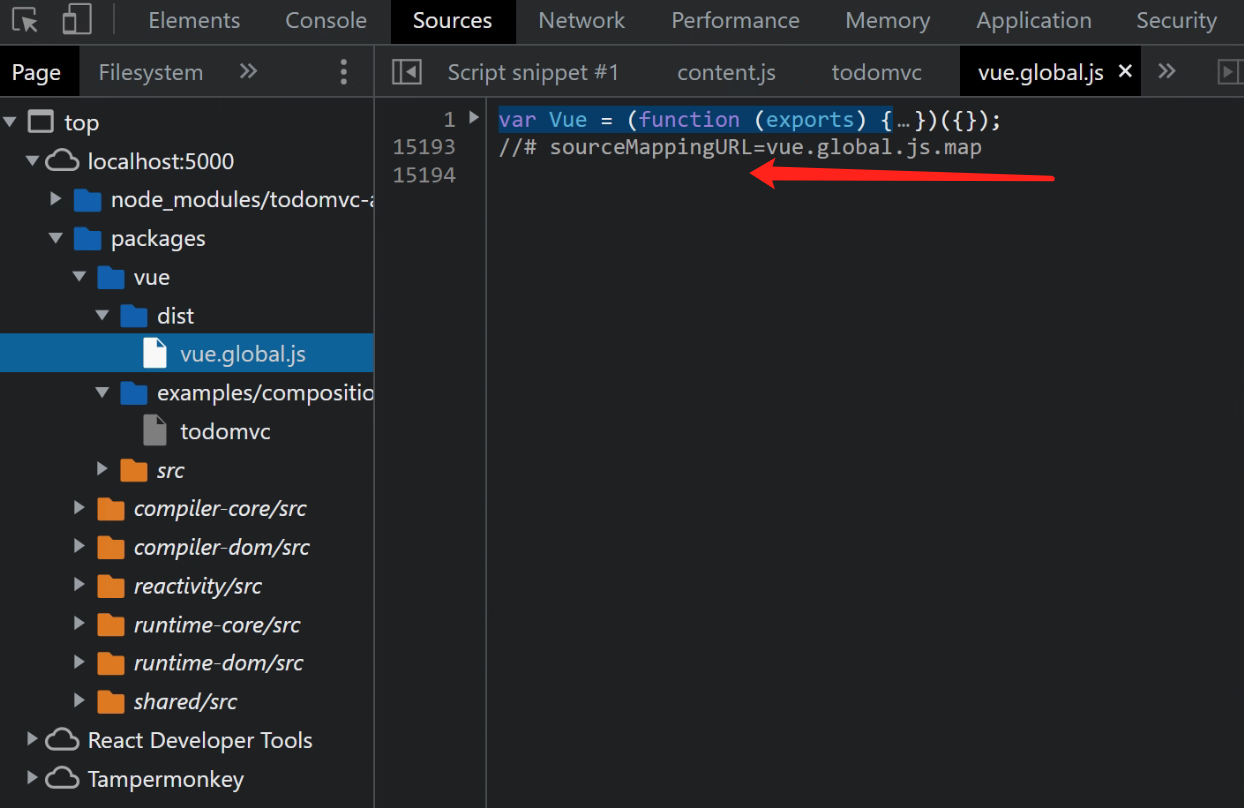 Elements Console Sources Network Performance Memory Application Security
Page Filesystem » Script snippet #1 content.js todomvc vue.global.js × »
top
localhost:5000
node_modules/todomvc-a
packages
vue
dist
vue.global.js
examples/compositio
todomvc
src
compiler-core/src
compiler-dom/src
reactivity/src
runtime-core/src
runtime-dom/src
shared/src
React Developer Tools
Tampermonkey
1 var Vue = (function (exports) {…})({});
15193 //# sourceMappingURL=vue.global.js.map
15194